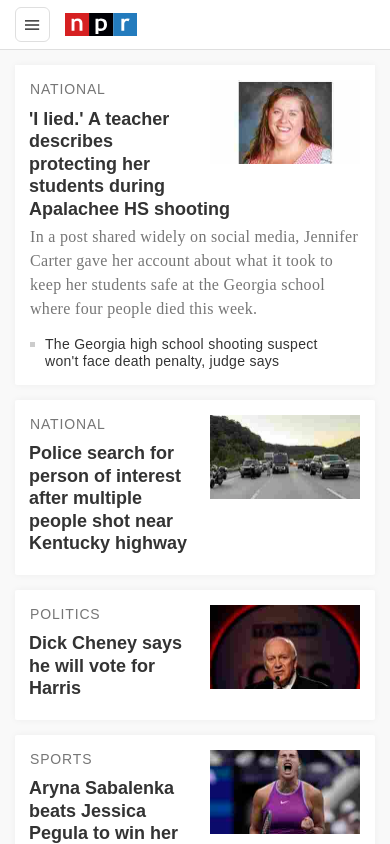 npr
NATIONAL
'I lied.' A teacher
describes
protecting her
students during
Apalachee HS shooting
In a post shared widely on social media, Jennifer
Carter gave her account about what it took to
keep her students safe at the Georgia school
where four people died this week.
The Georgia high school shooting suspect
won't face death penalty, judge says
NATIONAL
Police search for
person of interest
after multiple
people shot near
Kentucky highway
POLITICS
Dick Cheney says
he will vote for
Harris
SPORTS
Aryna Sabalenka
beats Jessica
Pegula to win her